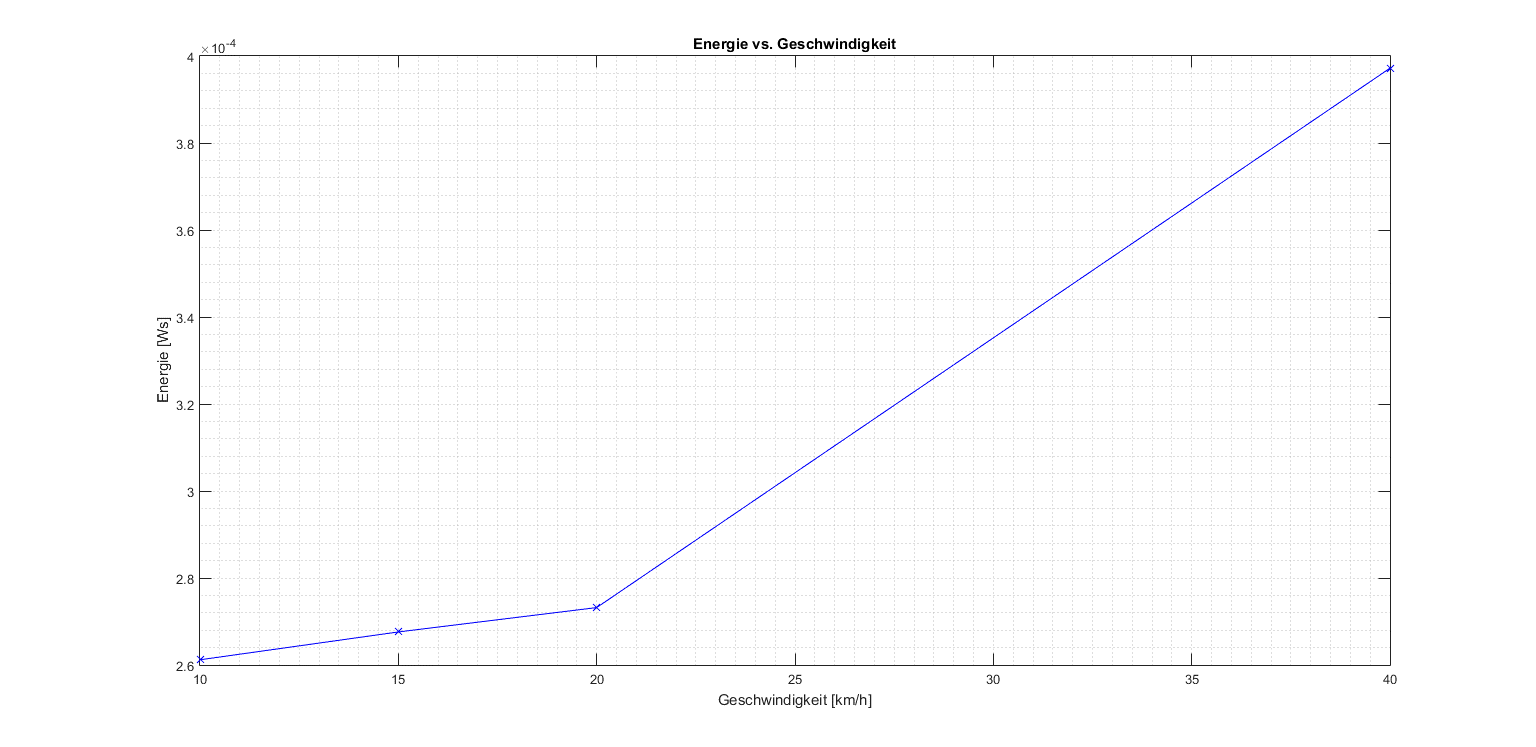 Energie vs. Geschwindigkeit
×10-4
4
3.8
3.6
3.4
3.2
3
2.8
2.6
Energie [Ws]
10 15 20 25 30 35 40
Geschwindigkeit [km/h]